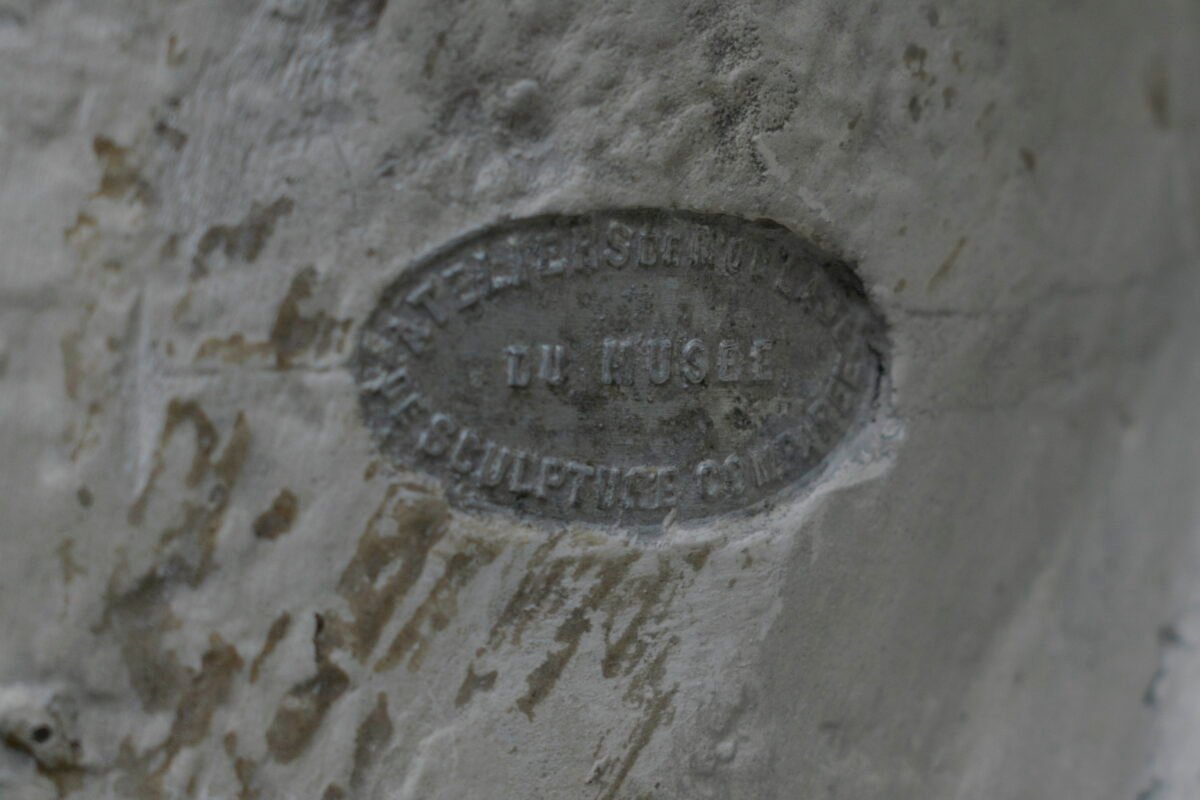 ATELIERS DE MOULAGE
DU MUSEE
DE SCULPTURE COMPAREE